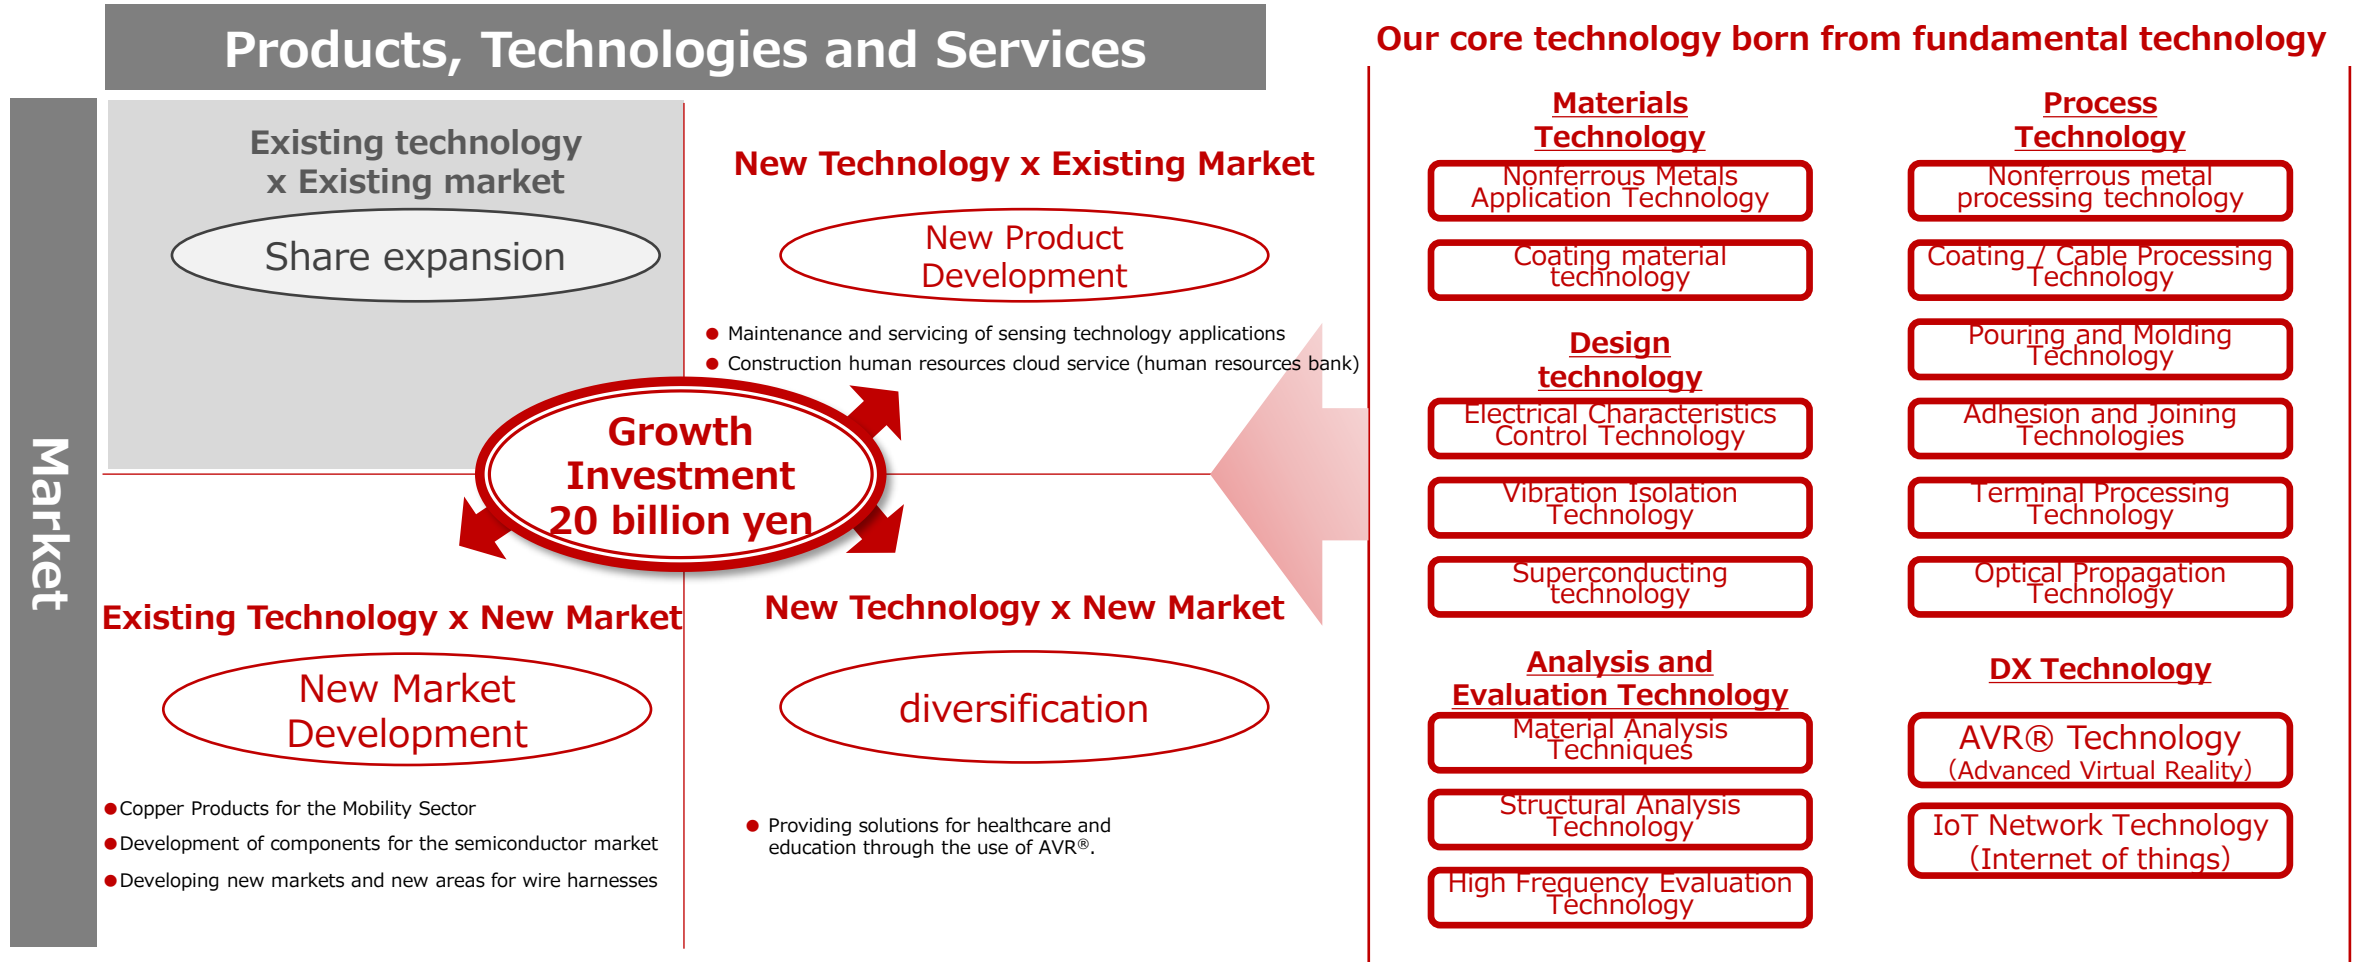 Products, Technologies and Services
Market
Existing technology
x Existing market
Share expansion
New Technology x Existing Market
New Product
Development
● Maintenance and servicing of sensing technology applications
● Construction human resources cloud service (human resources bank)
Growth
Investment
20 billion yen
Existing Technology x New Market
New Market
Development
●Copper Products for the Mobility Sector
●Development of components for the semiconductor market
●Developing new markets and new areas for wire harnesses
New Technology x New Market
diversification
● Providing solutions for healthcare and
education through the use of AVR®.
Our core technology born from fundamental technology
Materials
Technology
Nonferrous Metals
Application Technology
Coating material
technology
Design
technology
Electrical Characteristics
Control Technology
Vibration Isolation
Technology
Superconducting
technology
Analysis and
Evaluation Technology
Material Analysis
Techniques
Structural Analysis
Technology
High Frequency Evaluation
Technology
Process
Technology
Nonferrous metal
processing technology
Coating / Cable Processing
Technology
Pouring and Molding
Technology
Adhesion and Joining
Technologies
Terminal Processing
Technology
Optical Propagation
Technology
DX Technology
AVR® Technology
（Advanced Virtual Reality）
IoT Network Technology
（Internet of things）